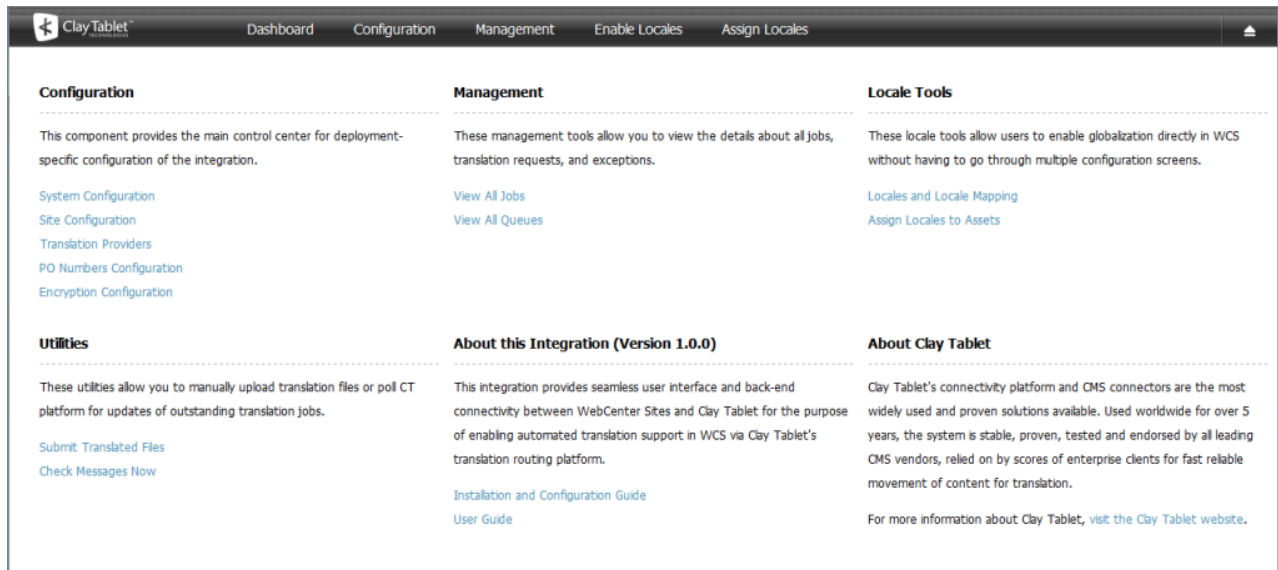 Clay Tablet™
TECHNOLOGIES
Dashboard
Configuration
Management
Enable Locales
Assign Locales
Configuration
This component provides the main control center for deployment-
specific configuration of the integration.
System Configuration
Site Configuration
Translation Providers
PO Numbers Configuration
Encryption Configuration
Management
These management tools allow you to view the details about all jobs,
translation requests, and exceptions.
View All Jobs
View All Queues
Locale Tools
These locale tools allow users to enable globalization directly in WCS
without having to go through multiple configuration screens.
Locales and Locale Mapping
Assign Locales to Assets
Utilities
These utilities allow you to manually upload translation files or poll CT
platform for updates of outstanding translation jobs.
Submit Translated Files
Check Messages Now
About this Integration (Version 1.0.0)
This integration provides seamless user interface and back-end
connectivity between WebCenter Sites and Clay Tablet for the purpose
of enabling automated translation support in WCS via Clay Tablet's
translation routing platform.
Installation and Configuration Guide
User Guide
About Clay Tablet
Clay Tablet's connectivity platform and CMS connectors are the most
widely used and proven solutions available. Used worldwide for over 5
years, the system is stable, proven, tested and endorsed by all leading
CMS vendors, relied on by scores of enterprise clients for fast reliable
movement of content for translation.
For more information about Clay Tablet, visit the Clay Tablet website.